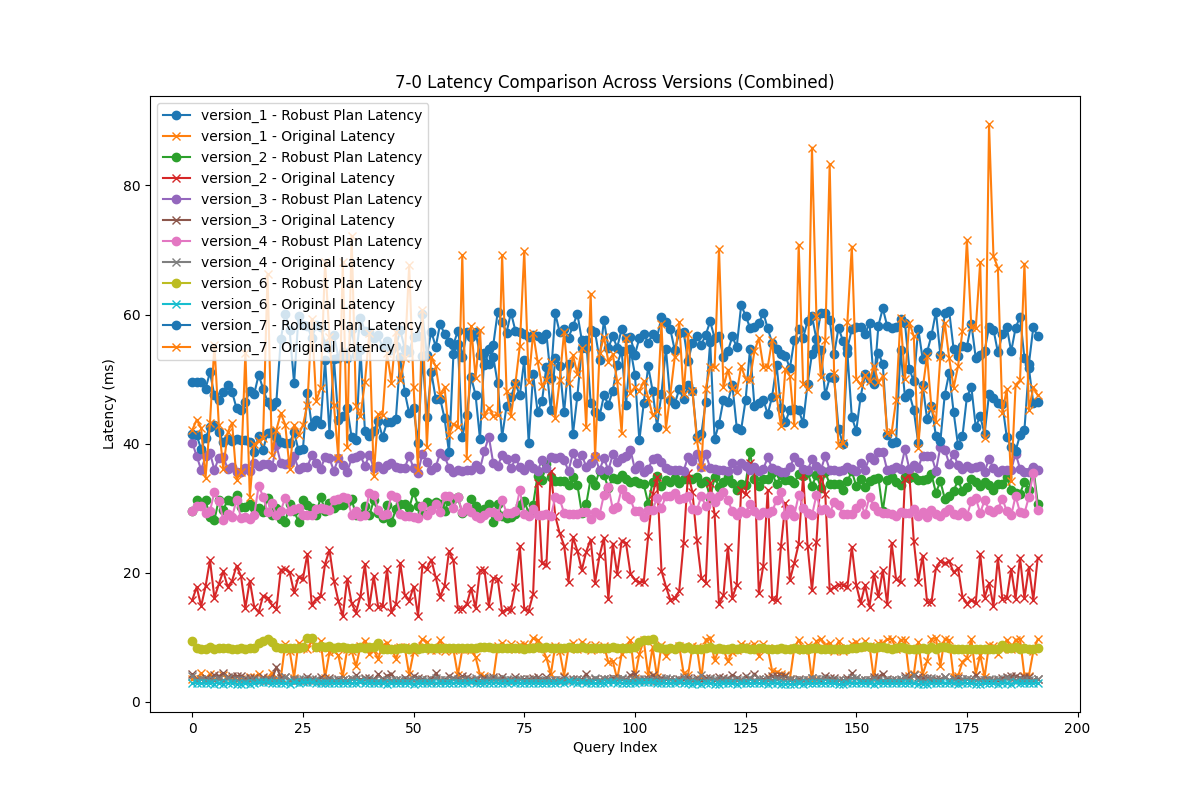 7-0 Latency Comparison Across Versions (Combined)
version_1 - Robust Plan Latency
version_1 - Original Latency
version_2 - Robust Plan Latency
version_2 - Original Latency
version_3 - Robust Plan Latency
version_3 - Original Latency
version_4 - Robust Plan Latency
version_4 - Original Latency
version_6 - Robust Plan Latency
version_6 - Original Latency
version_7 - Robust Plan Latency
version_7 - Original Latency
Latency (ms)
80
60
40
20
0
0 25 50 75 100 125 150 175 200
Query Index